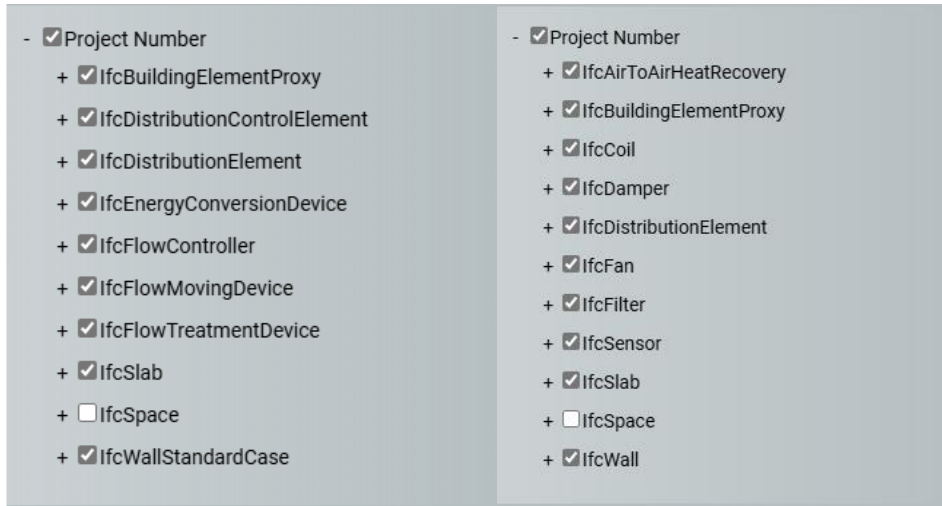 - Project Number
+ IfcBuildingElementProxy
+ IfcDistributionControlElement
+ IfcDistributionElement
+ IfcEnergyConversionDevice
+ IfcFlowController
+ IfcFlowMovingDevice
+ IfcFlowTreatmentDevice
+ IfcSlab
+ IfcSpace
+ IfcWallStandardCase
- Project Number
+ IfcAirToAirHeatRecovery
+ IfcBuildingElementProxy
+ IfcCoil
+ IfcDamper
+ IfcDistributionElement
+ IfcFan
+ IfcFilter
+ IfcSensor
+ IfcSlab
+ IfcSpace
+ IfcWall